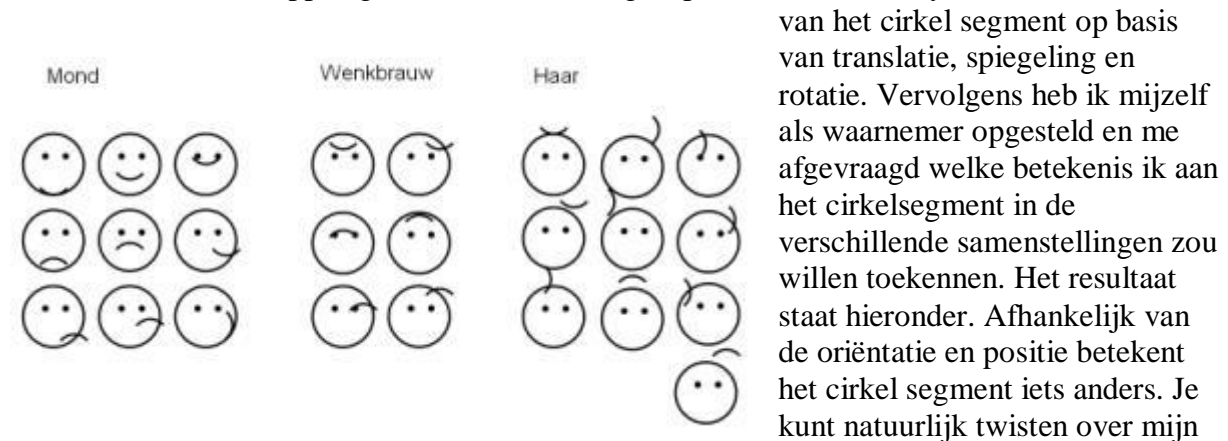 van het cirkel segment op basis
van translatie, spiegeling en
rotatie. Vervolgens heb ik mijzelf
als waarnemer opgesteld en me
afgevraagd welke betekenis ik aan
het cirkelsegment in de
verschillende samenstellingen zou
willen toekennen. Het resultaat
staat hieronder. Afhankelijk van
de oriëntatie en positie betekent
het cirkel segment iets anders. Je
kunt natuurlijk twisten over mijn
Mond
Wenkbrauw
Haar